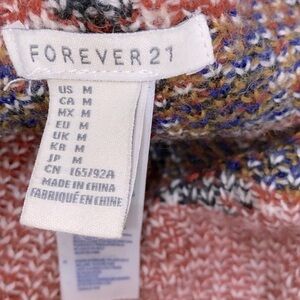 FOREVER 21
US M
CA M
MX M
EU M
UK M
KR M
JP M
CN 165/92A
MADE IN CHINA
FABRIQUÉ EN CHINE